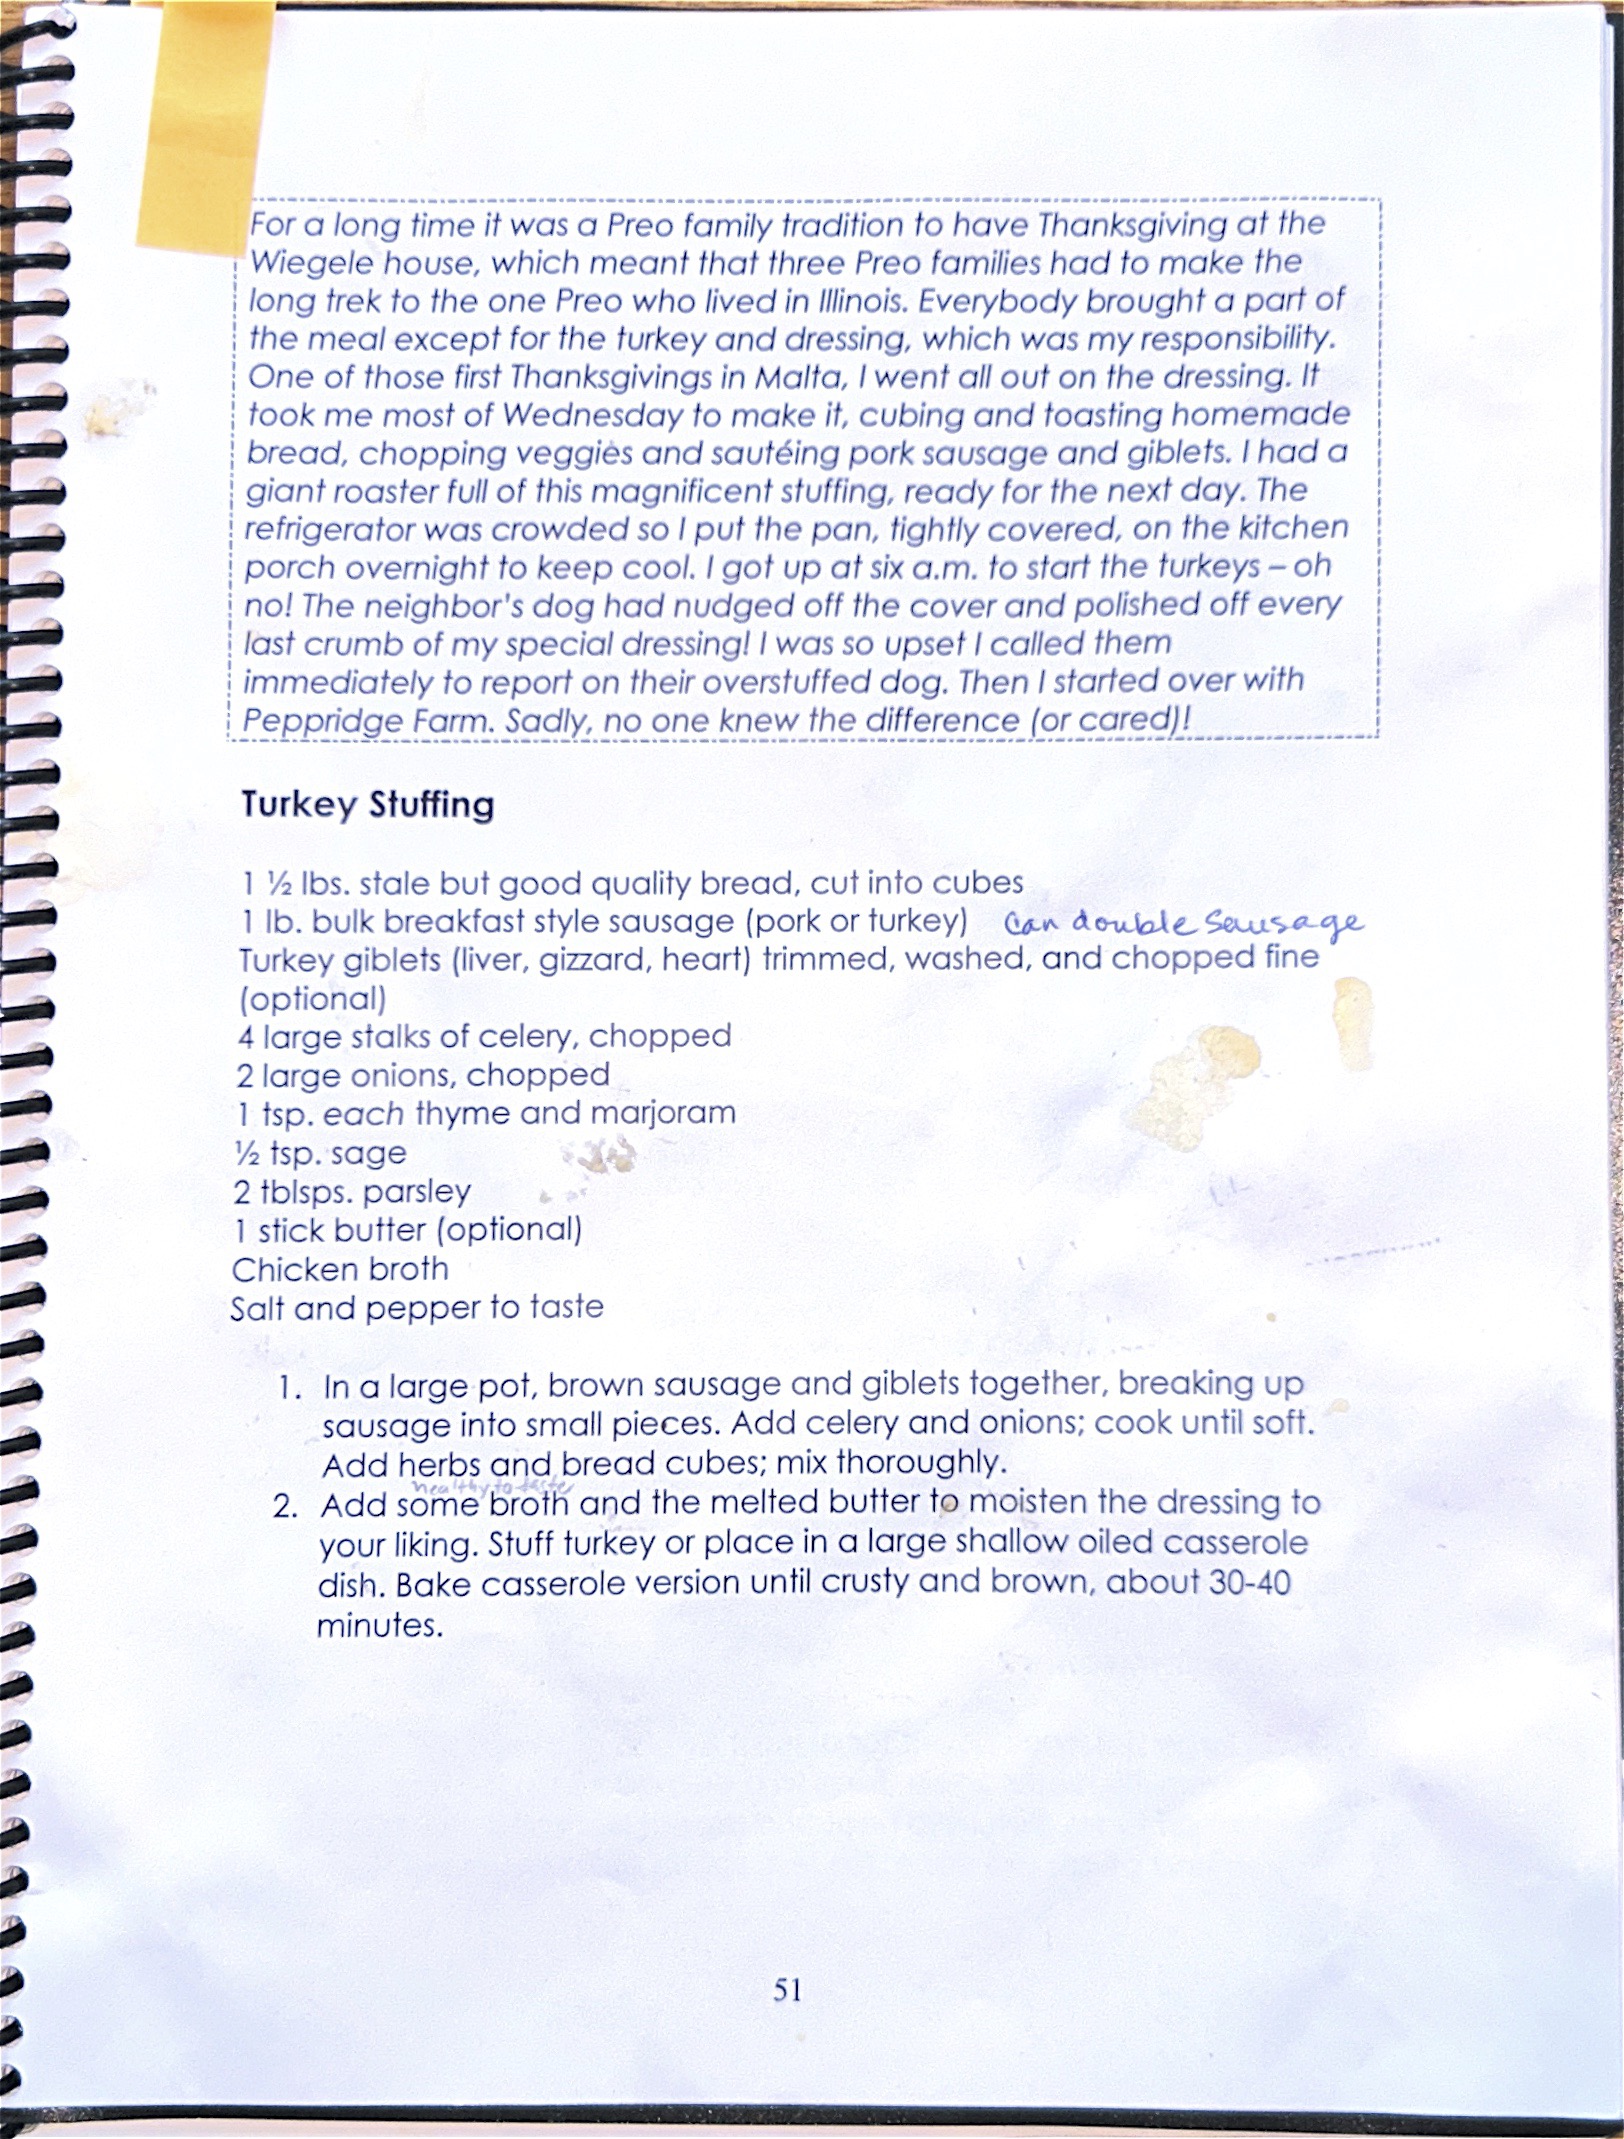 For a long time it was a Preo family tradition to have Thanksgiving at the
Wiegele house, which meant that three Preo families had to make the
long trek to the one Preo who lived in Illinois. Everybody brought a part of
the meal except for the turkey and dressing, which was my responsibility.
One of those first Thanksgivings in Malta, I went all out on the dressing. It
took me most of Wednesday to make it, cubing and toasting homemade
bread, chopping veggies and sautéing pork sausage and giblets. I had a
giant roaster full of this magnificent stuffing, ready for the next day. The
refrigerator was crowded so I put the pan, tightly covered, on the kitchen
porch overnight to keep cool. I got up at six a.m. to start the turkeys – oh
no! The neighbor's dog had nudged off the cover and polished off every
last crumb of my special dressing! I was so upset I called them
immediately to report on their overstuffed dog. Then I started over with
Peppridge Farm. Sadly, no one knew the difference (or cared)!
Turkey Stuffing
1 ½ lbs. stale but good quality bread, cut into cubes
1 lb. bulk breakfast style sausage (pork or turkey) Can double Sausage
Turkey giblets (liver, gizzard, heart) trimmed, washed, and chopped fine
(optional)
4 large stalks of celery, chopped
2 large onions, chopped
1 tsp. each thyme and marjoram
½ tsp. sage
2 tblsps. parsley
1 stick butter (optional)
Chicken broth
Salt and pepper to taste
1. In a large pot, brown sausage and giblets together, breaking up
sausage into small pieces. Add celery and onions; cook until soft.
Add herbs and bread cubes; mix thoroughly.
to taste
2. Add some broth and the melted butter to moisten the dressing to
your liking. Stuff turkey or place in a large shallow oiled casserole
dish. Bake casserole version until crusty and brown, about 30-40
minutes.
51